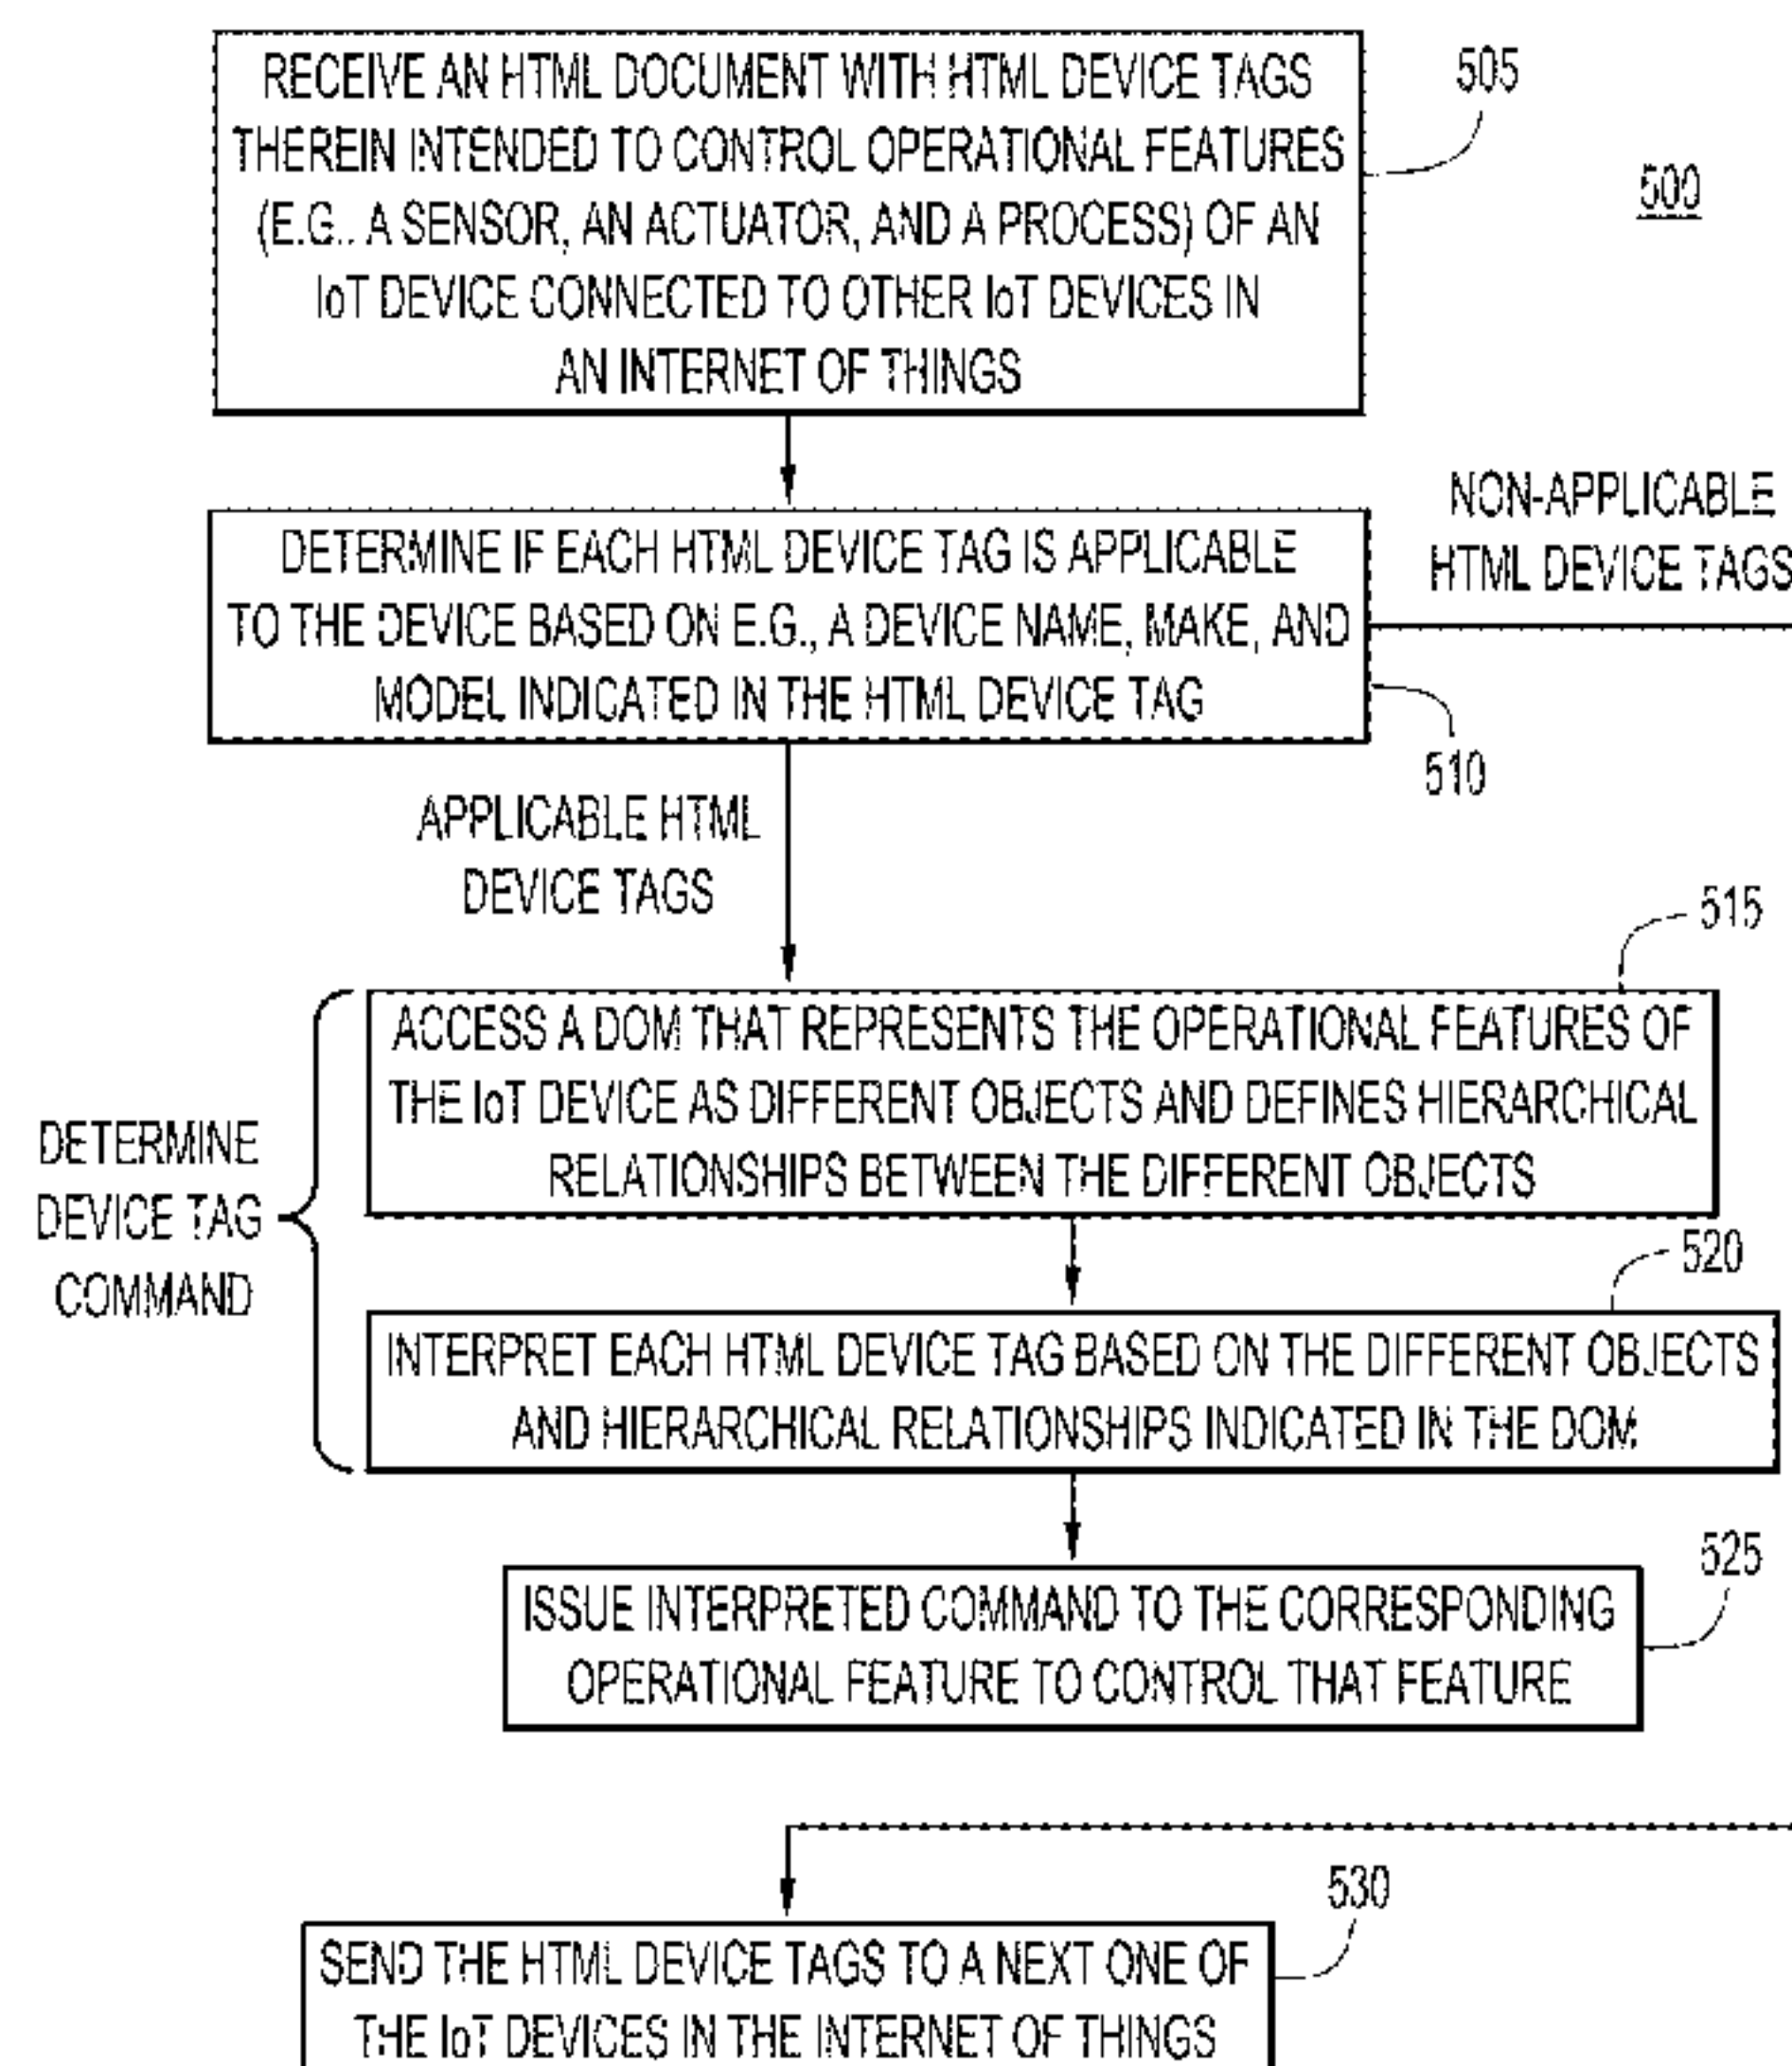 RECEIVE AN HTML DOCUMENT WITH HTML DEVICE TAGS
THEREIN INTENDED TO CONTROL OPERATIONAL FEATURES
(E.G., A SENSOR, AN ACTUATOR, AND A PROCESS) OF AN
IoT DEVICE CONNECTED TO OTHER IoT DEVICES IN
AN INTERNET OF THINGS
505
500
NON-APPLICABLE
HTML DEVICE TAGS
DETERMINE IF EACH HTML DEVICE TAG IS APPLICABLE
TO THE DEVICE BASED ON E.G., A DEVICE NAME, MAKE, AND
MODEL INDICATED IN THE HTML DEVICE TAG
510
APPLICABLE HTML
DEVICE TAGS
515
ACCESS A DOM THAT REPRESENTS THE OPERATIONAL FEATURES OF
THE IoT DEVICE AS DIFFERENT OBJECTS AND DEFINES HIERARCHICAL
RELATIONSHIPS BETWEEN THE DIFFERENT OBJECTS
DETERMINE
DEVICE TAG
COMMAND
520
INTERPRET EACH HTML DEVICE TAG BASED ON THE DIFFERENT OBJECTS
AND HIERARCHICAL RELATIONSHIPS INDICATED IN THE DOM
525
ISSUE INTERPRETED COMMAND TO THE CORRESPONDING
OPERATIONAL FEATURE TO CONTROL THAT FEATURE
530
SEND THE HTML DEVICE TAGS TO A NEXT ONE OF
THE IoT DEVICES IN THE INTERNET OF THINGS